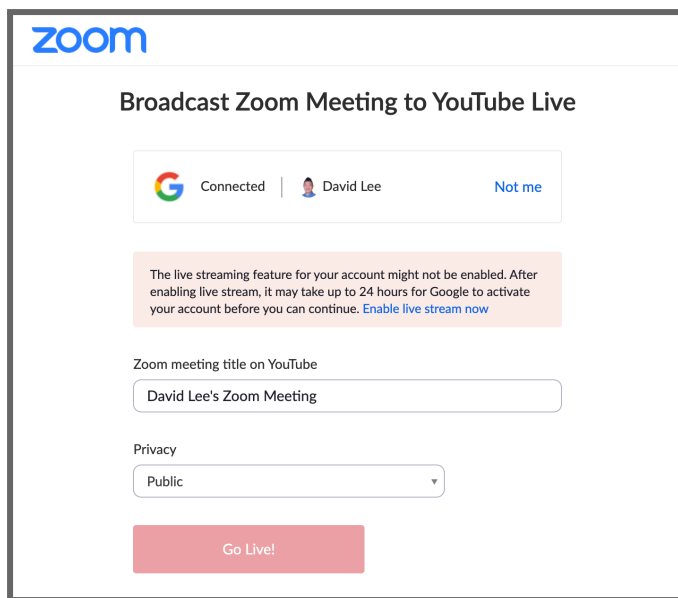 zoom
Broadcast Zoom Meeting to YouTube Live
Connected
David Lee
Not me
The live streaming feature for your account might not be enabled. After
enabling live stream, it may take up to 24 hours for Google to activate
your account before you can continue. Enable live stream now
Zoom meeting title on YouTube
David Lee's Zoom Meeting
Privacy
Public
Go Live!